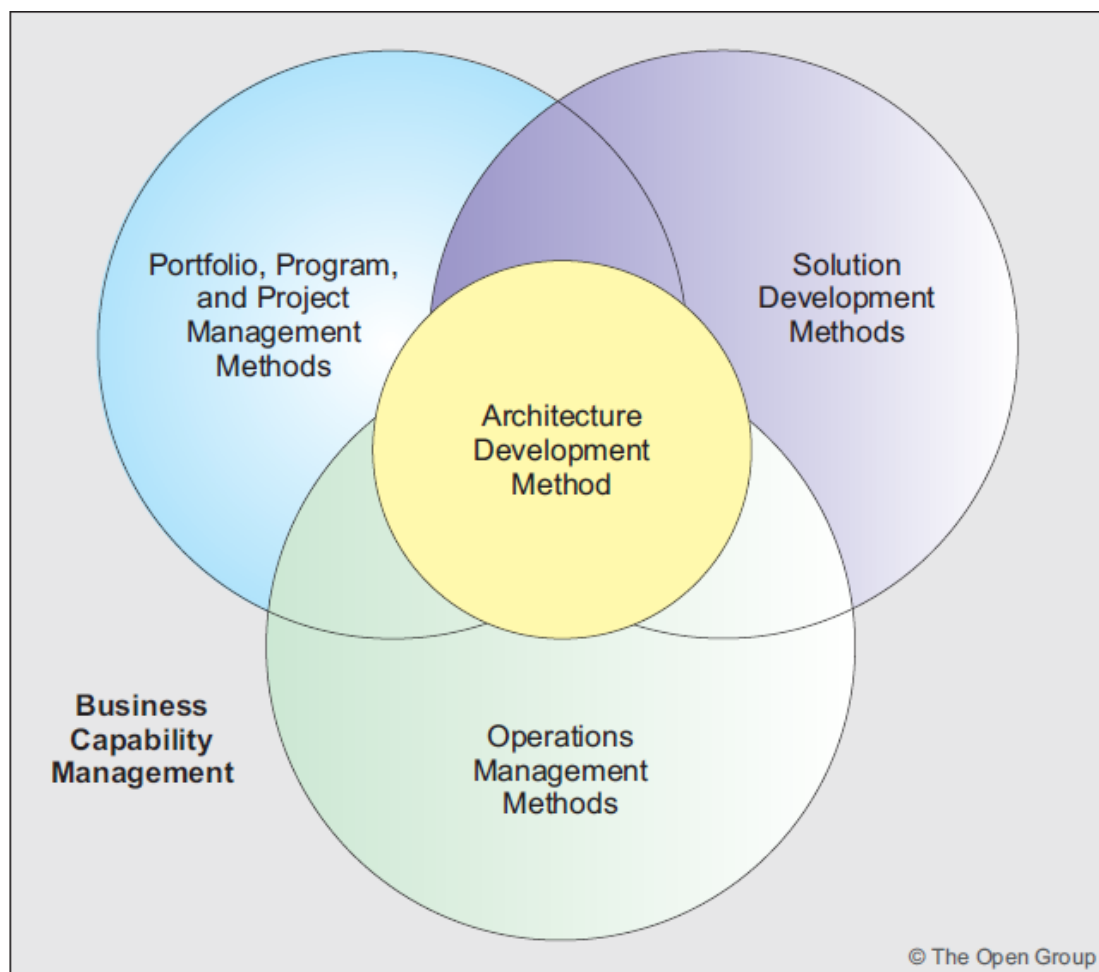 Portfolio, Program,
and Project
Management
Methods
Solution
Development
Methods
Architecture
Development
Method
Business
Capability
Management
Operations
Management
Methods
© The Open Group